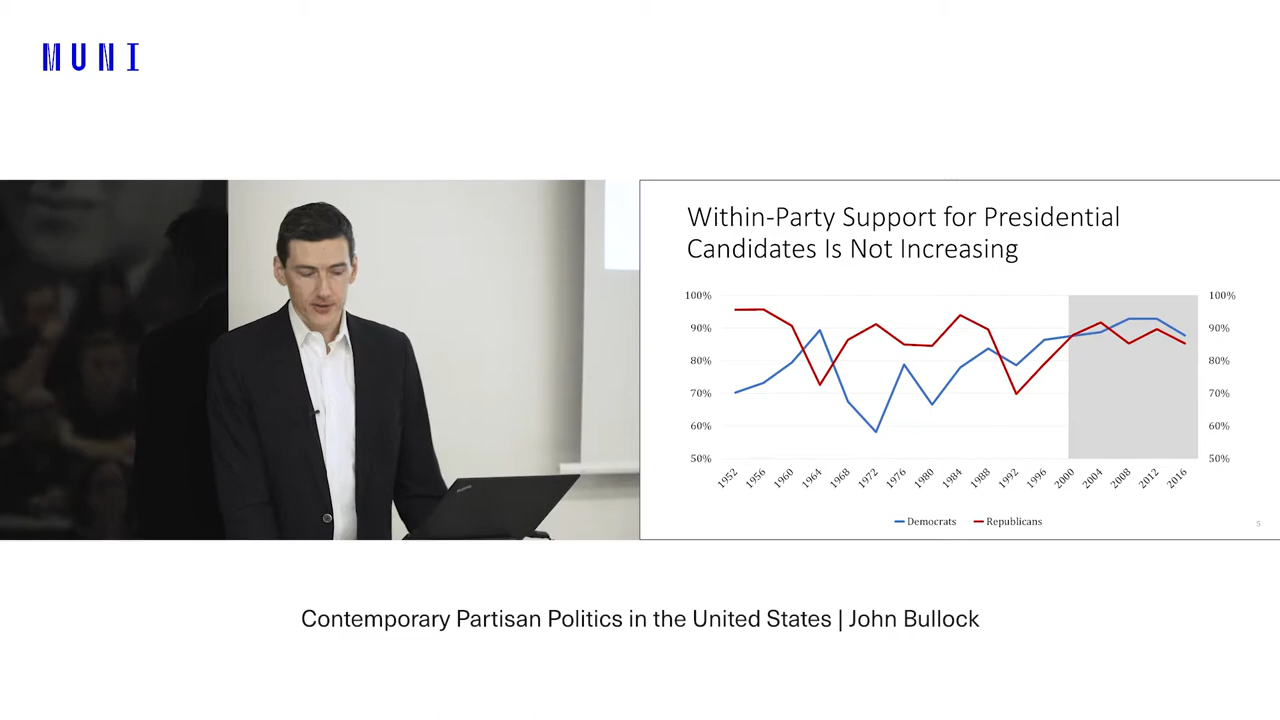 MUNI
Within-Party Support for Presidential
Candidates Is Not Increasing
100% 100%
90% 90%
80% 80%
70% 70%
60% 60%
50% 50%
1952 1956 1960 1964 1968 1972 1976 1980 1984 1988 1992 1996 2000 2004 2008 2012 2016
Democrats Republicans
5
Contemporary Partisan Politics in the United States | John Bullock